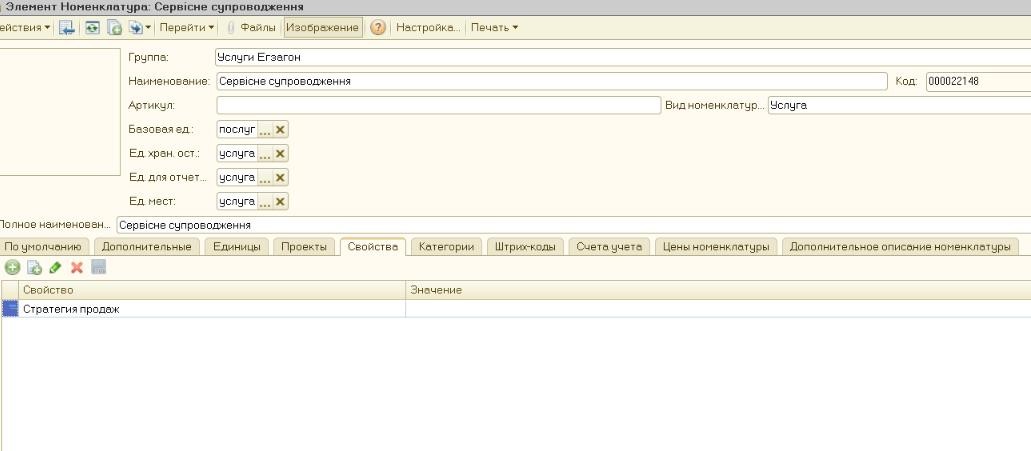 Элемент Номенклатура: Сервісне супроводження
ействия Перейти Файлы Изображение Настройка... Печать
Группа: Услуги Егзагон
Наименование: Сервісне супроводження Код: 000022148
Артикул: Вид номенклатур... Услуга
Базовая ед.: послуг ...
Ед. хран. ост.: услуга ...
Ед. для отчет... услуга ...
Ед. мест: услуга ...
Полное наименован... Сервісне супроводження
По умолчанию Дополнительные Единицы Проекты Свойства Категории Штрих-коды Счета учета Цены номенклатуры Дополнительное описание номенклатуры
Свойство Значение
Стратегия продаж